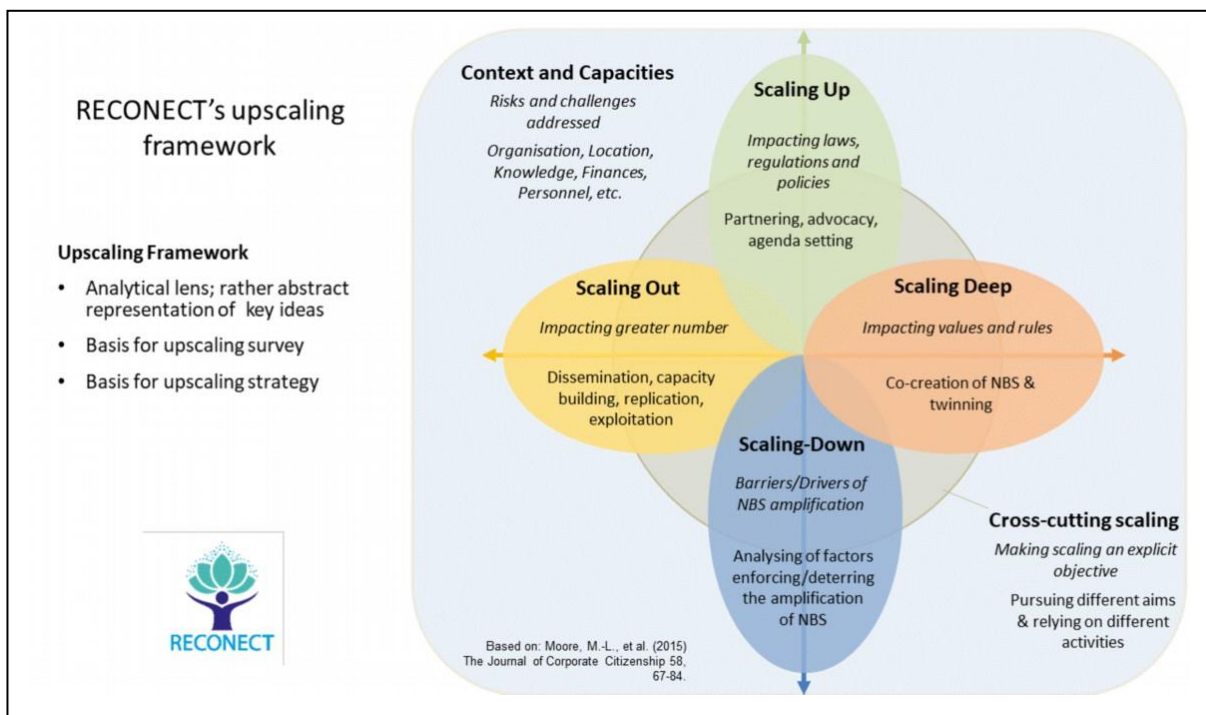 RECONECT's upscaling
framework
Upscaling Framework
• Analytical lens; rather abstract
representation of key ideas
• Basis for upscaling survey
• Basis for upscaling strategy
RECONECT
Context and Capacities
Risks and challenges
addressed
Organisation, Location,
Knowledge, Finances,
Personnel, etc.
Scaling Up
Impacting laws,
regulations and
policies
Partnering, advocacy,
agenda setting
Scaling Out
Impacting greater number
Dissemination, capacity
building, replication,
exploitation
Scaling Deep
Impacting values and rules
Co-creation of NBS &
twinning
Scaling-Down
Barriers/Drivers of
NBS amplification
Analysing of factors
enforcing/deterring
the amplification
of NBS
Cross-cutting scaling
Making scaling an explicit
objective
Pursuing different aims
& relying on different
activities
Based on: Moore, M.-L., et al. (2015)
The Journal of Corporate Citizenship 58,
67-84.